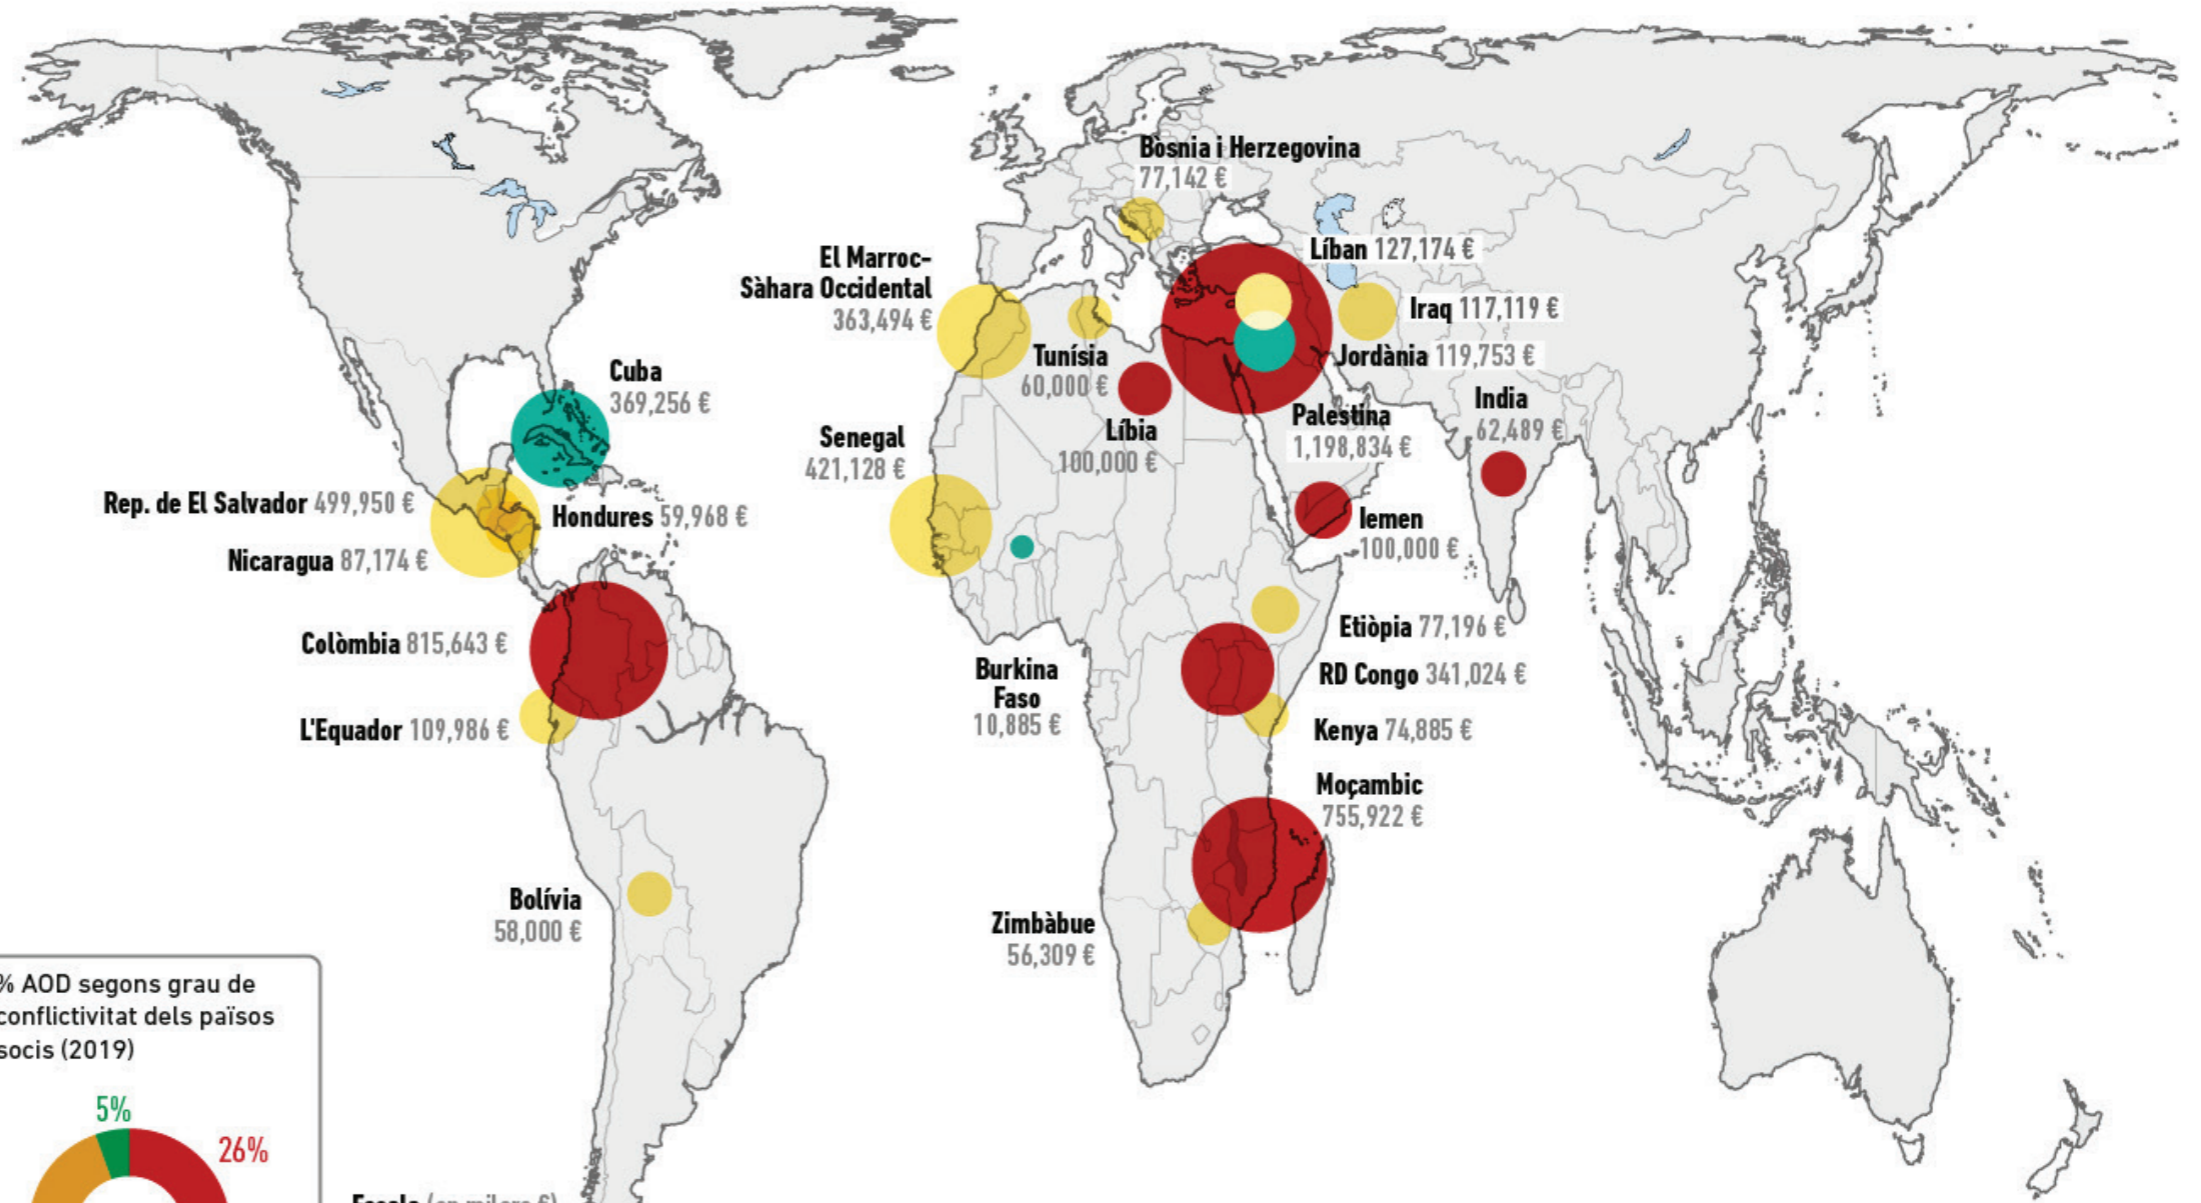 Bòsnia i Herzegovina
77,142 €
El Marroc-
Sàhara Occidental
363,494 €
Líban 127,174 €
Iraq 117,119 €
Tunísia
60,000 €
Jordània 119,753 €
Cuba
369,256 €
India
62,489 €
Palestina
1,198,834 €
Líbia
100,000 €
Senegal
421,128 €
Rep. de El Salvador 499,950 €
Hondures 59,968 €
Iemen
100,000 €
Nicaragua 87,174 €
Colòmbia 815,643 €
Etiòpia 77,196 €
Burkina
Faso
10,885 €
RD Congo 341,024 €
L'Equador 109,986 €
Kenya 74,885 €
Moçambic
755,922 €
Bolívia
58,000 €
Zimbàbue
56,309 €
% AOD segons grau de
conflictivitat dels països
socis (2019)
5%
26%
Escala (en milers €)